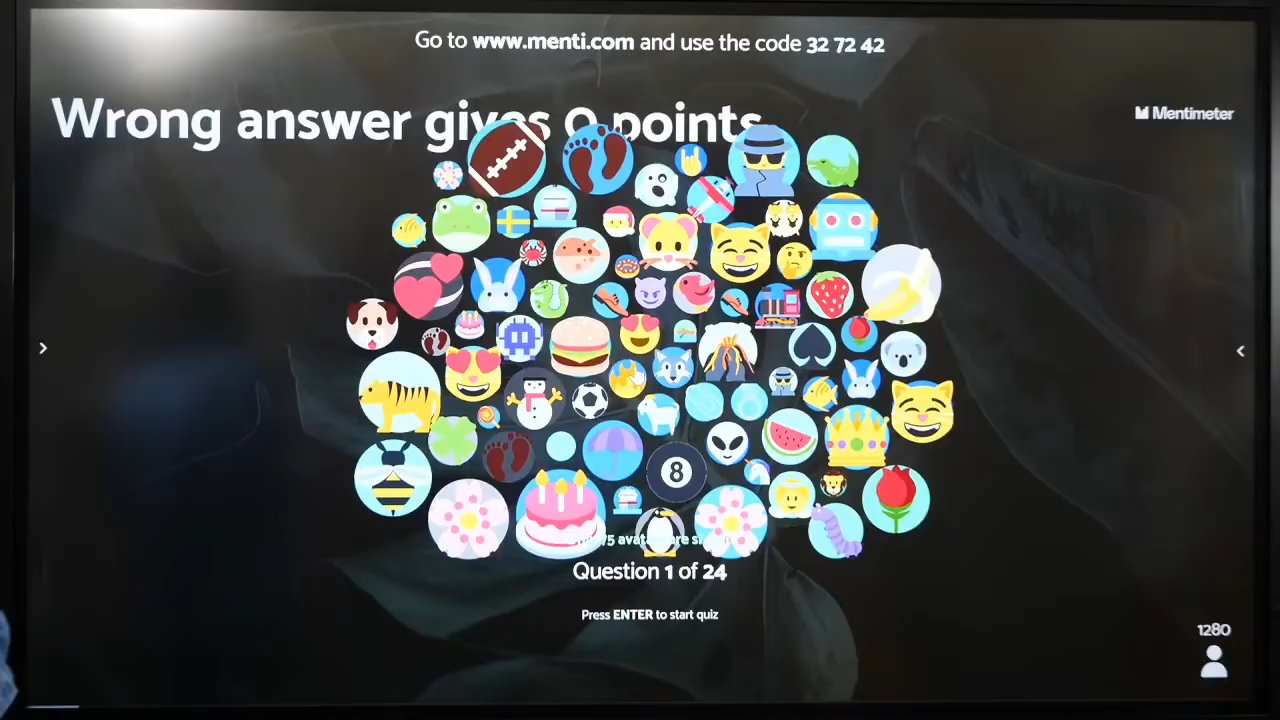 Go to www.menti.com and use the code 32 72 42
Wrong answer gives 0 points
Mentimeter
8
Question 1 of 24
Press ENTER to start quiz
1280